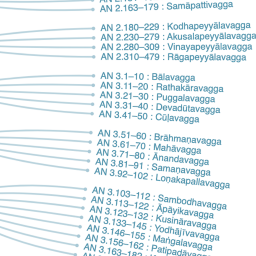 AN 2.163–179 : Samāpattivagga
AN 2.180–229 : Kodhapeyyālavagga
AN 2.230–279 : Akusalapeyyālavagga
AN 2.280–309 : Vinayapeyyālavagga
AN 2.310–479 : Rāgapeyyālavagga
AN 3.1–10 : Bālavagga
AN 3.11–20 : Rathakāravagga
AN 3.21–30 : Puggalavagga
AN 3.31–40 : Devadūtavagga
AN 3.41–50 : Cūḷavagga
AN 3.51–60 : Brāhmaṇavagga
AN 3.61–70 : Mahāvagga
AN 3.71–80 : Ānandavagga
AN 3.81–91 : Samaṇavagga
AN 3.92–102 : Loṇakapallavagga
AN 3.103–112 : Sambodhavagga
AN 3.113–122 : Āpāyikavagga
AN 3.123–132 : Kusināravagga
AN 3.133–145 : Yodhājīvavagga
AN 3.146–155 : Maṅgalavagga
AN 3.156–162 : Paṭipadāvagga
AN 3.163–182 :